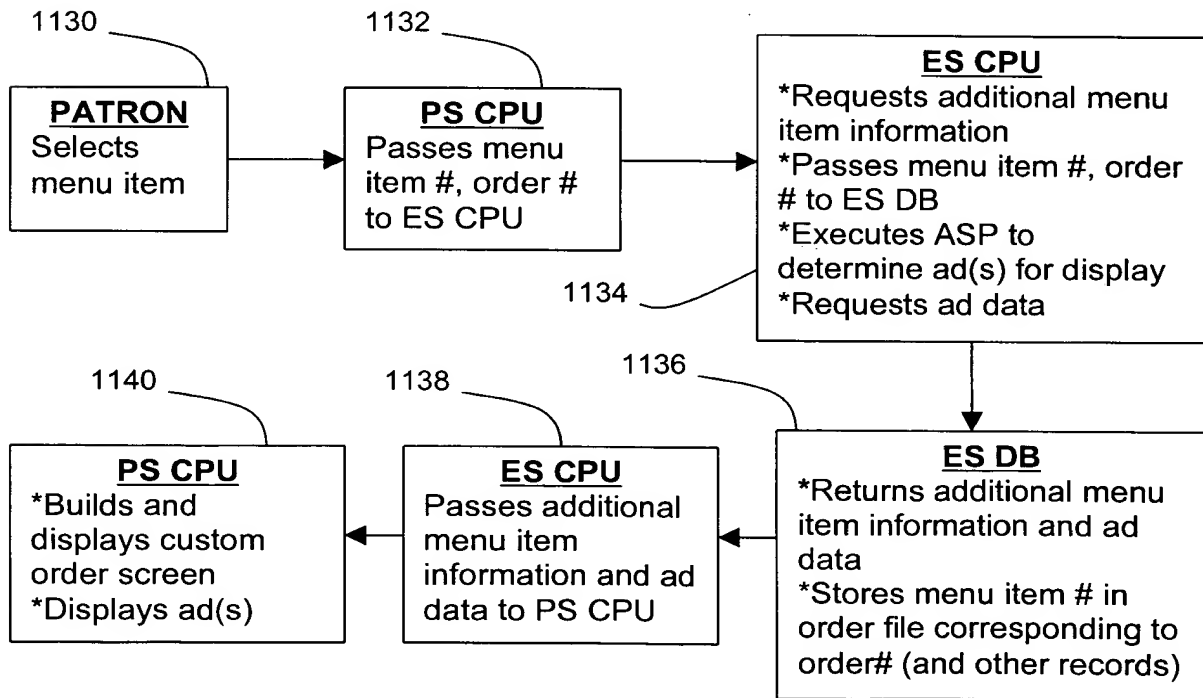 1130
PATRON
Selects
menu item
1132
PS CPU
Passes menu
item #, order #
to ES CPU
ES CPU
*Requests additional menu
item information
*Passes menu item #, order
# to ES DB
*Executes ASP to
determine ad(s) for display
*Requests ad data
1134
1136
ES DB
*Returns additional menu
item information and ad
data
*Stores menu item # in
order file corresponding to
order# (and other records)
1138
ES CPU
Passes additional
menu item
information and ad
data to PS CPU
1140
PS CPU
*Builds and
displays custom
order screen
*Displays ad(s)